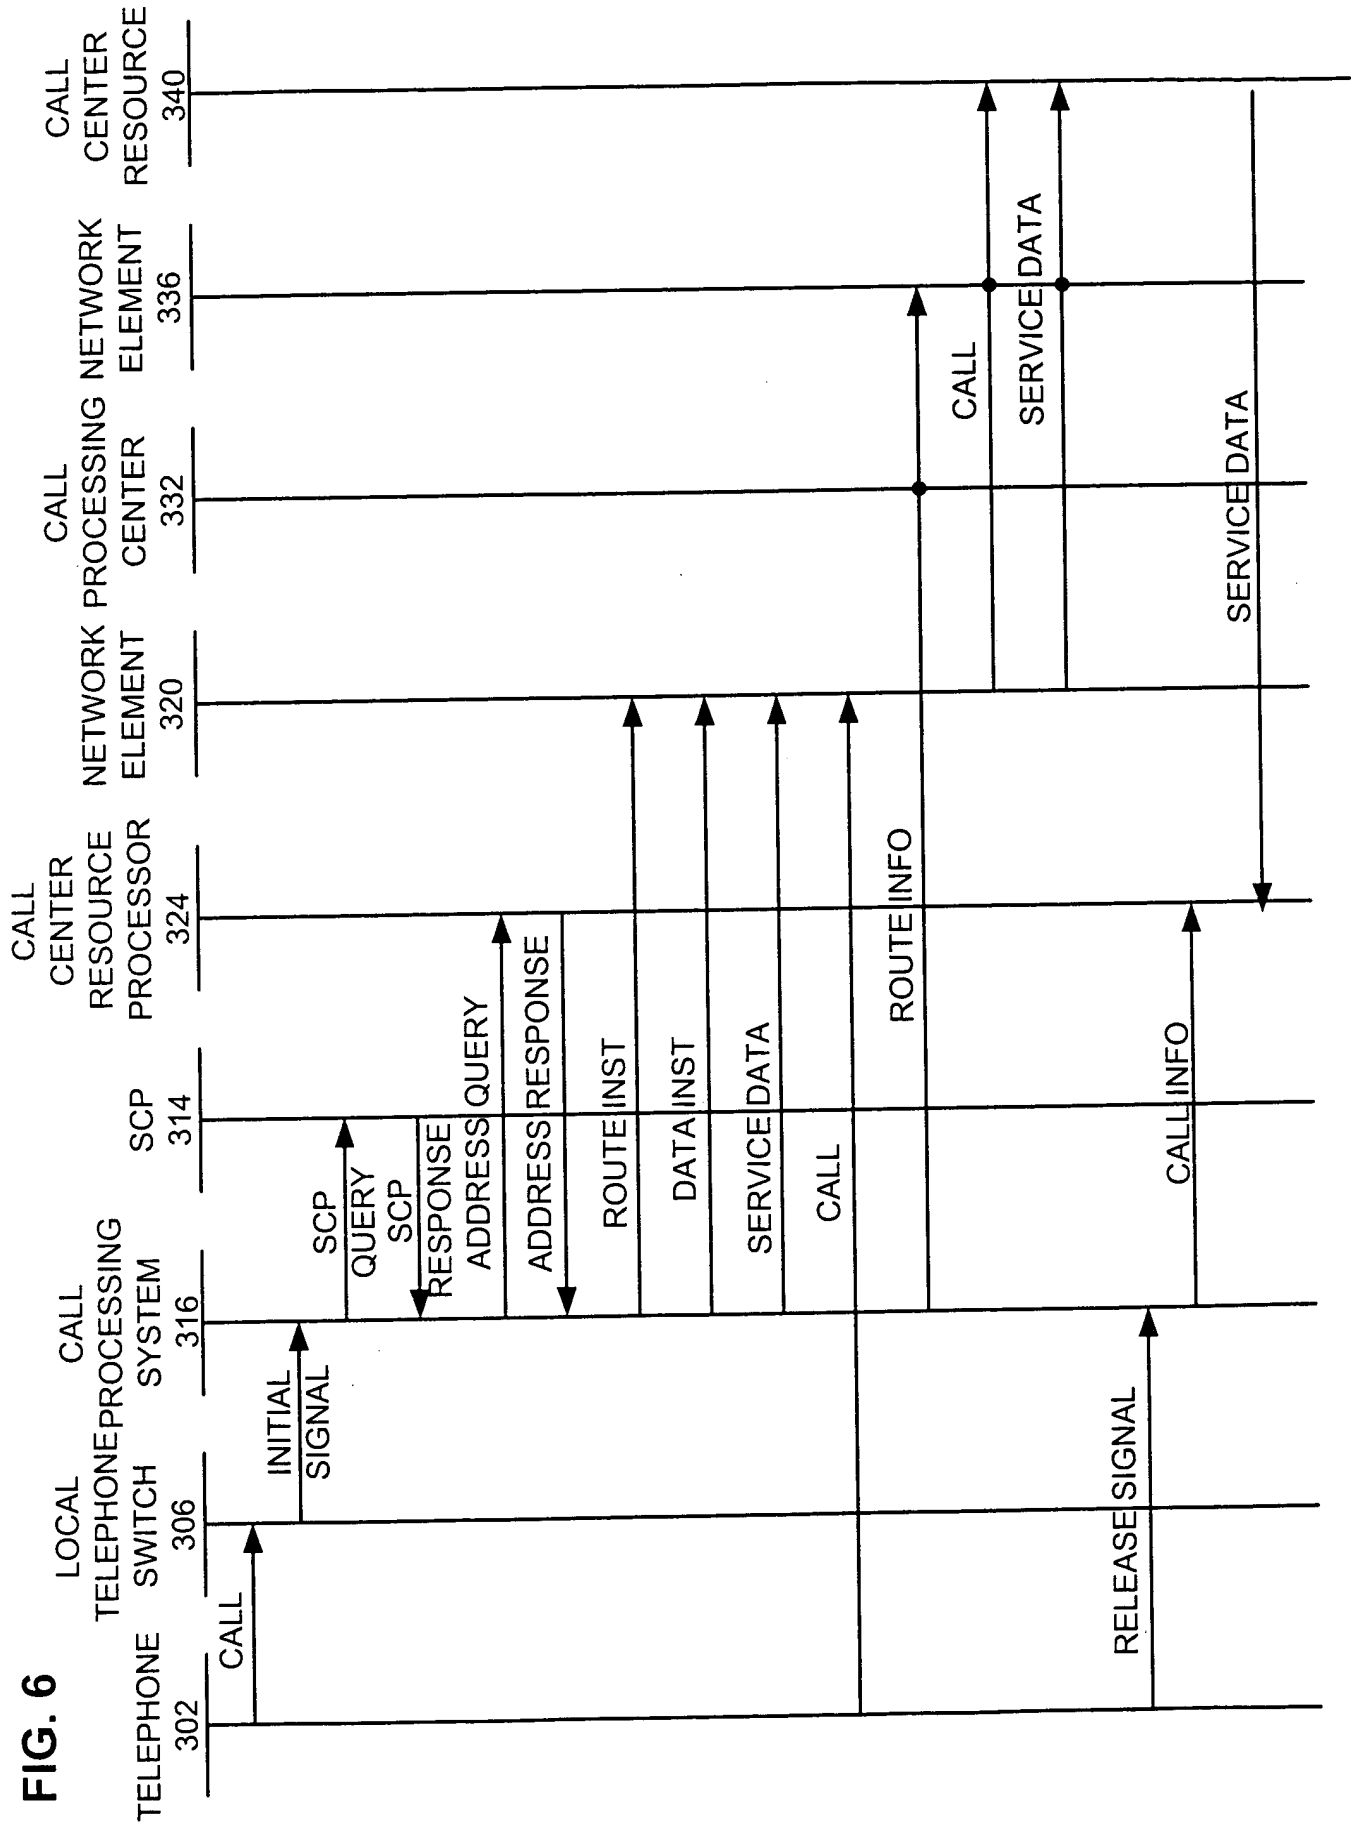 FIG. 6
TELEPHONE
302
LOCAL
TELEPHONE
SWITCH
306
CALL
PROCESSING
SYSTEM
316
SCP
314
CALL
CENTER
RESOURCE
PROCESSOR
324
NETWORK
ELEMENT
320
CALL
PROCESSING
CENTER
332
NETWORK
ELEMENT
336
CALL
CENTER
RESOURCE
340
CALL
INITIAL
SIGNAL
SCP
QUERY
SCP
RESPONSE
ADDRESS QUERY
ADDRESS RESPONSE
ROUTE INST
DATA INST
SERVICE DATA
CALL
ROUTE INFO
CALL
SERVICE DATA
RELEASE SIGNAL
CALL INFO
SERVICE DATA